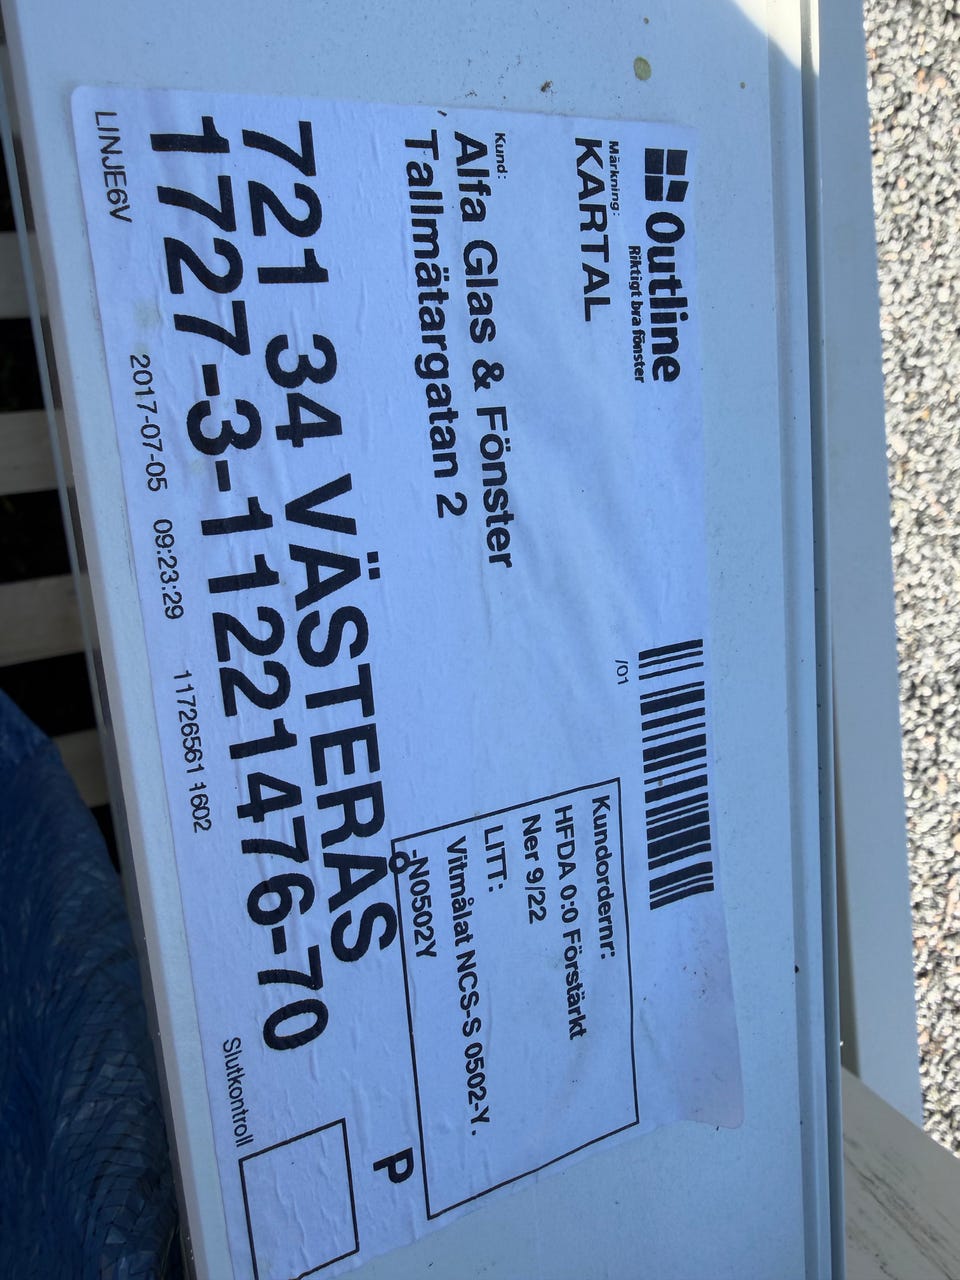 Outline
Riktigt bra fönster
Märkning:
KARTAL
/01
Kund:
Alfa Glas & Fönster
Tallmätargatan 2
Kundordernr:
HFDA 0:0 Förstärkt
Ner 9/22
LITT:
Vitmålat NCS-S 0502-Y.
-N0502Y
721 34 VÄSTERÅS
P
1727-3-11221476-70
LINJE6V
2017-07-05 09:23:29
11726561 1602
Slutkontroll